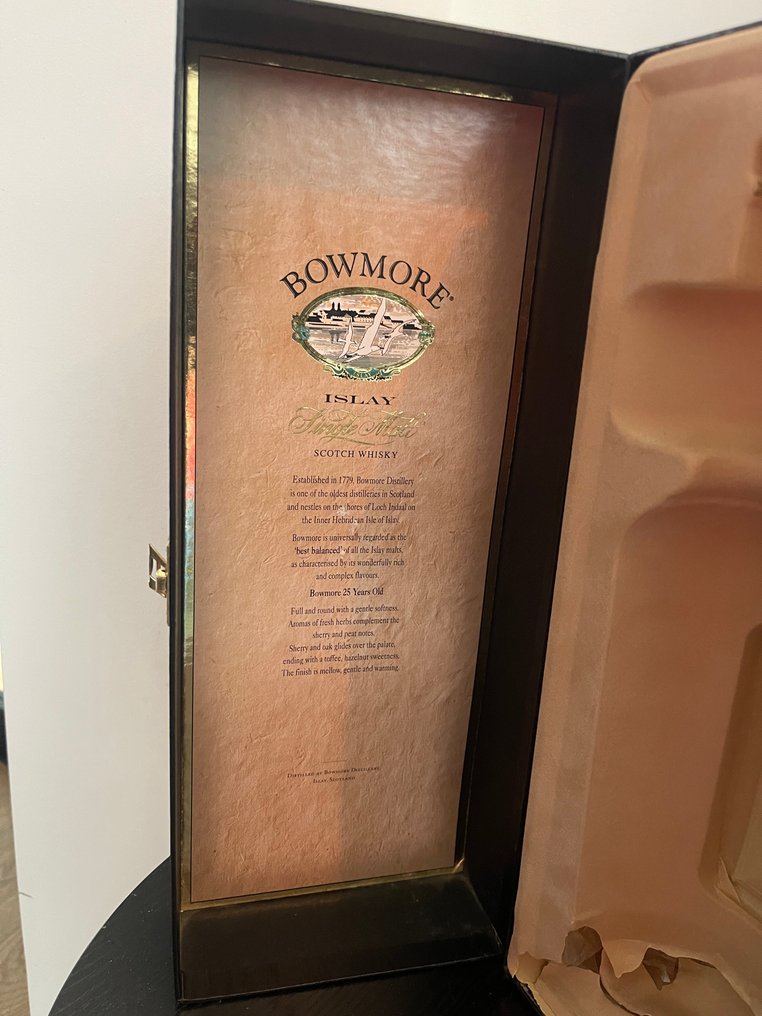 BOWMORE®
ISLAY
ISLAY
Single Malt
SCOTCH WHISKY
Established in 1779, Bowmore Distillery
is one of the oldest distilleries in Scotland
and nestles on the shores of Loch Indaal on
the Inner Hebridean Isle of Islay.
Bowmore is universally regarded as the
'best balanced' of all the Islay malts,
as characterised by its wonderfully rich
and complex flavours.
Bowmore 25 Years Old
Full and round with a gentle softness.
Aromas of fresh herbs complement the
sherry and peat notes.
Sherry and oak glides over the palate,
ending with a toffee, hazelnut sweetness.
The finish is mellow, gentle and warming.
Distilled at Bowmore Distillery,
Islay, Scotland